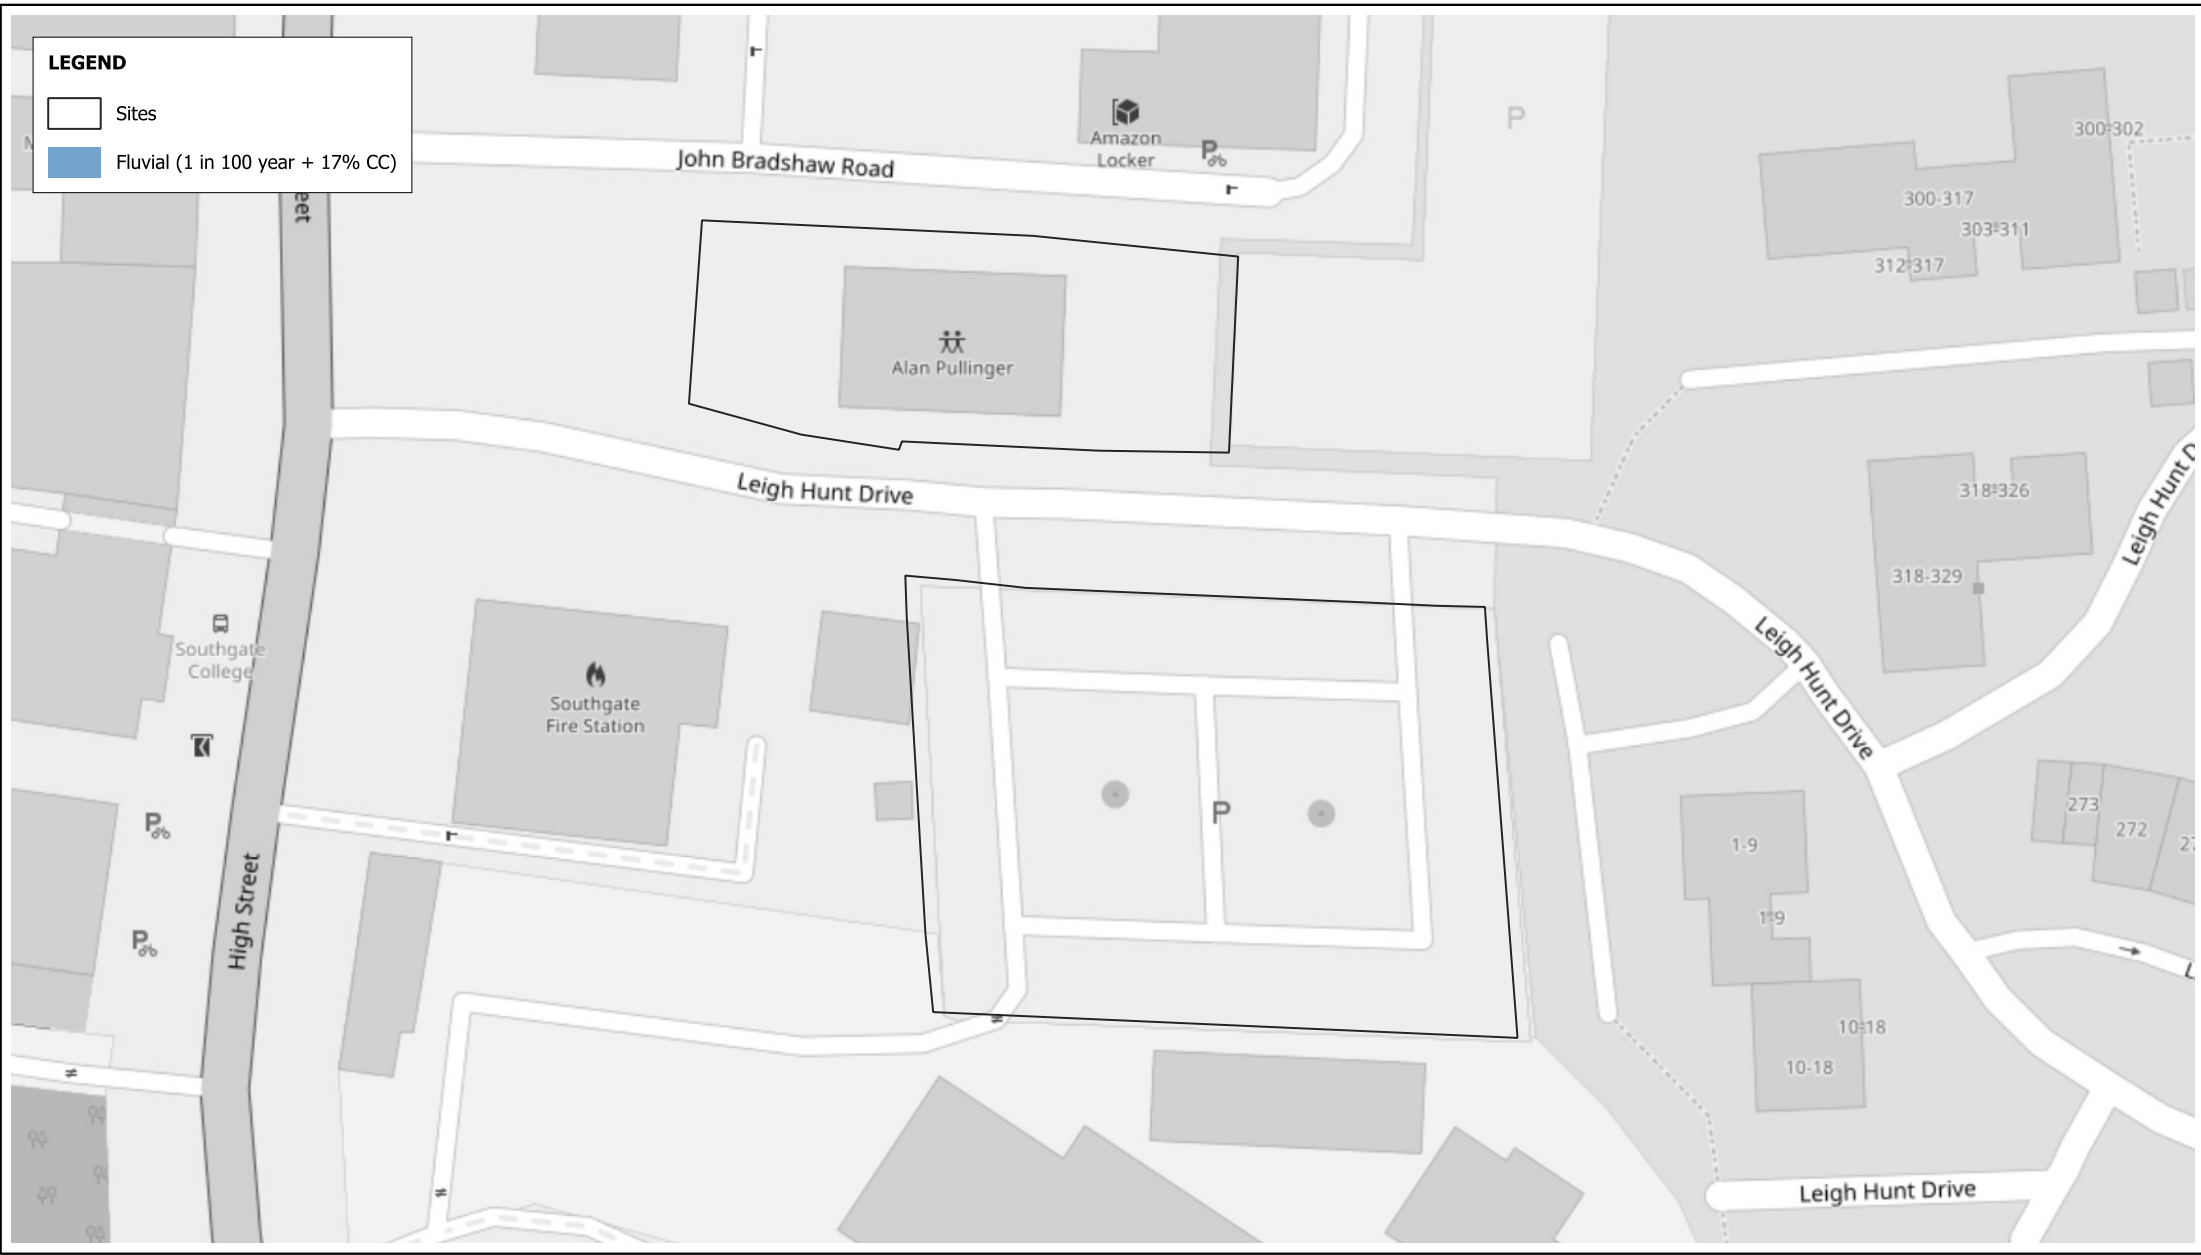 LEGEND
Sites
Fluvial (1 in 100 year + 17% CC)
eet
John Bradshaw Road
Amazon
Locker
P
P
300-302
300-317
303-311
312-317
Alan Pullinger
Leigh Hunt Drive
318-326
318-329
Leigh Hunt D
Southgate
College
Southgate
Fire Station
Leigh Hunt Drive
P
P
P
High Street
273
272
27
1-9
1-9
10-18
10-18
L
Leigh Hunt Drive